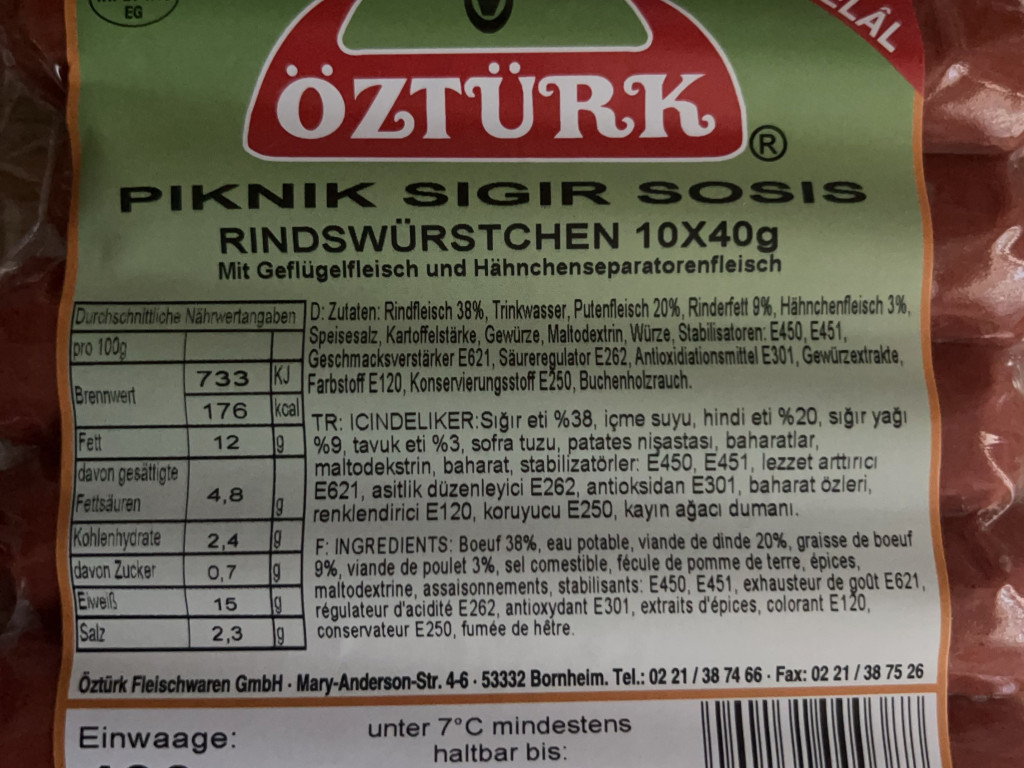 EG
ELÂL
ÖZTÜRK
®
PIKNIK SIGIR SOSIS
RINDSWÜRSTCHEN 10X40g
Mit Geflügelfleisch und Hähnchenseparatorenfleisch
Durchschnittliche Nährwertangaben
pro 100g
Brennwert 733 KJ
176 kcal
Fett 12 g
davon gesättigte
Fettsäuren 4,8 g
Kohlenhydrate 2,4 g
davon Zucker 0,7 g
Eiweiß 15 g
Salz 2,3 g
D: Zutaten: Rindfleisch 38%, Trinkwasser, Putenfleisch 20%, Rinderfett 9%, Hähnchenfleisch 3%,
Speisesalz, Kartoffelstärke, Gewürze, Maltodextrin, Würze, Stabilisatoren: E450, E451,
Geschmacksverstärker E621, Säureregulator E262, Antioxidiationsmittel E301, Gewürzextrakte,
Farbstoff E120, Konservierungsstoff E250, Buchenholzrauch.
TR: ICINDELIKER:Sığır eti %38, içme suyu, hindi eti %20, sığır yağı
%9, tavuk eti %3, sofra tuzu, patates nişastası, baharatlar,
maltodekstrin, baharat, stabilizatörler: E450, E451, lezzet arttırıcı
E621, asitlik düzenleyici E262, antioksidan E301, baharat özleri,
renklendirici E120, koruyucu E250, kayın ağacı dumanı.
F: INGREDIENTS: Boeuf 38%, eau potable, viande de dinde 20%, graisse de boeuf
9%, viande de poulet 3%, sel comestible, fécule de pomme de terre, épices,
maltodextrine, assaisonnements, stabilisants: E450, E451, exhausteur de goût E621,
régulateur d'acidité E262, antioxydant E301, extraits d'épices, colorant E120,
conservateur E250, fumée de hêtre.
Öztürk Fleischwaren GmbH · Mary-Anderson-Str. 4-6 · 53332 Bornheim. Tel.: 02 21 / 38 74 66 · Fax: 02 21 / 38 75 26
Einwaage:
unter 7°C mindestens
haltbar bis: